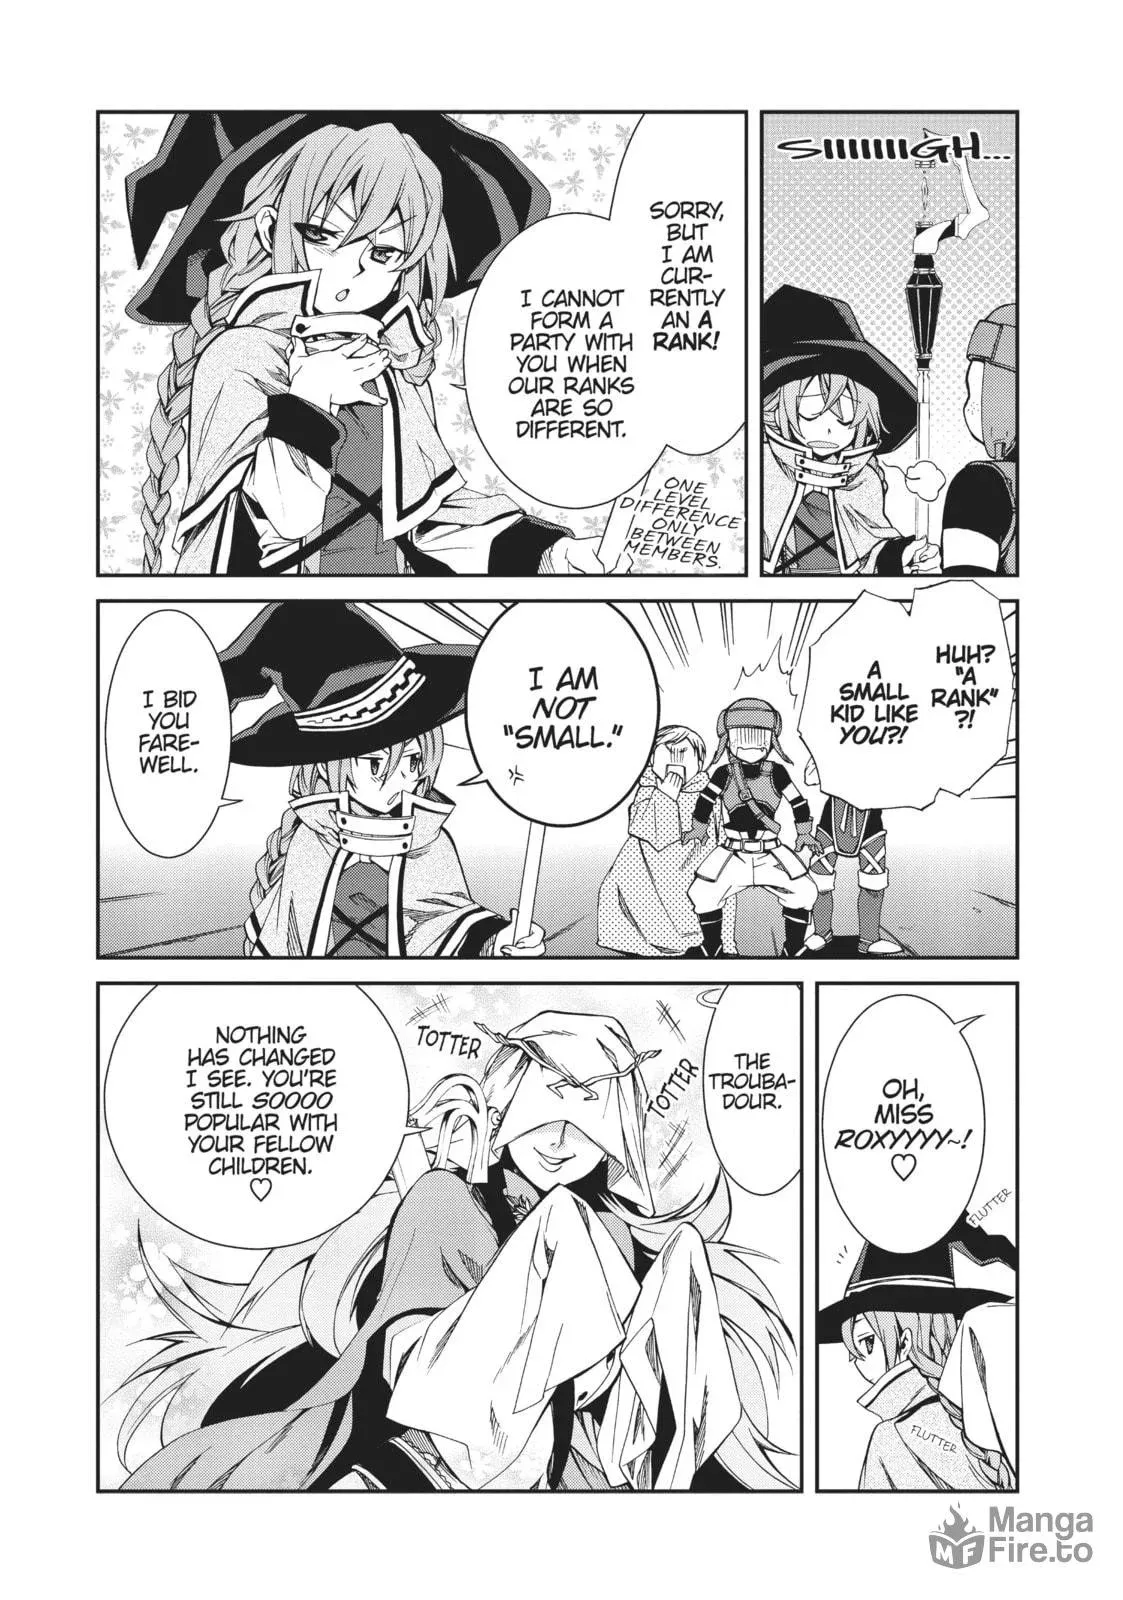 SIIIIIIIGH...
SORRY,
BUT
I AM
CUR-
RENTLY
AN A
RANK!
I CANNOT
FORM A
PARTY WITH
YOU WHEN
OUR RANKS
ARE SO
DIFFERENT.
ONE
LEVEL
DIFFERENCE
ONLY
BETWEEN
MEMBERS.
HUH?
"A
RANK"
?!
A
SMALL
KID LIKE
YOU?!
I AM
NOT
"SMALL."
I BID
YOU
FARE-
WELL.
OH,
MISS
ROXYYYY~!
♡
FLUTTER
FLUTTER
THE
TROUBA-
DOUR.
TOTTER
TOTTER
NOTHING
HAS CHANGED
I SEE. YOU'RE
STILL SOOOO
POPULAR WITH
YOUR FELLOW
CHILDREN.
♡
MF
Manga
Fire.to